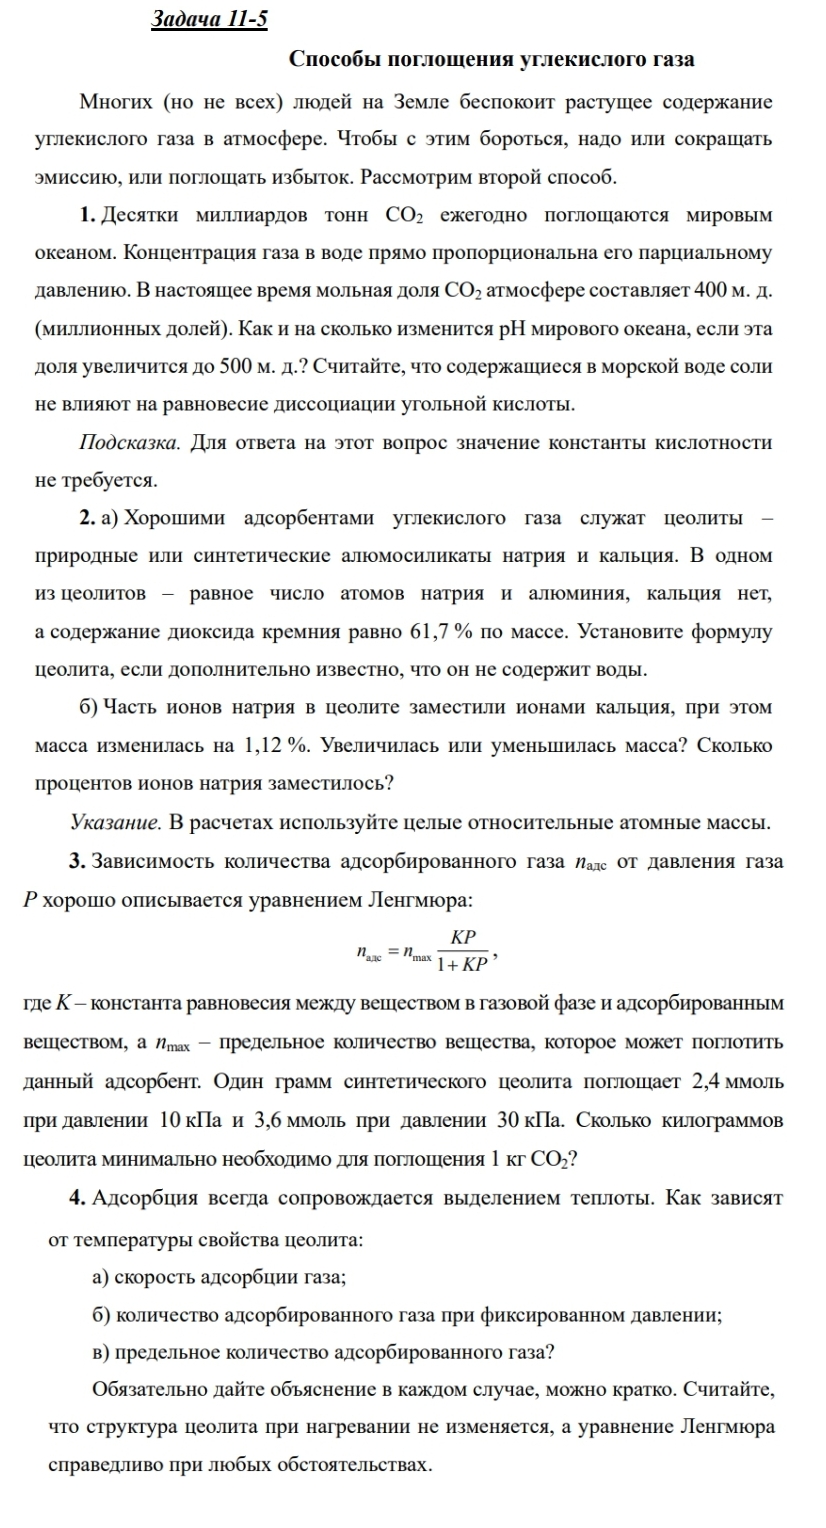 Задача 11-5
Способы поглощения углекислого газа
Многих (но не всех) людей на Земле беспокоит растущее содержание
углекислого газа в атмосфере. Чтобы с этим бороться, надо или сокращать
эмиссию, или поглощать избыток. Рассмотрим второй способ.
1. Десятки миллиардов тонн CO₂ ежегодно поглощаются мировым
океаном. Концентрация газа в воде прямо пропорциональна его парциальному
давлению. В настоящее время мольная доля CO₂ атмосфере составляет 400 м. д.
(миллионных долей). Как и на сколько изменится pH мирового океана, если эта
доля увеличится до 500 м. д.? Считайте, что содержащиеся в морской воде соли
не влияют на равновесие диссоциации угольной кислоты.
Подсказка. Для ответа на этот вопрос значение константы кислотности
не требуется.
2. а) Хорошими адсорбентами углекислого газа служат цеолиты –
природные или синтетические алюмосиликаты натрия и кальция. В одном
из цеолитов – равное число атомов натрия и алюминия, кальция нет,
а содержание диоксида кремния равно 61,7 % по массе. Установите формулу
цеолита, если дополнительно известно, что он не содержит воды.
б) Часть ионов натрия в цеолите заместили ионами кальция, при этом
масса изменилась на 1,12 %. Увеличилась или уменьшилась масса? Сколько
процентов ионов натрия заместилось?
Указание. В расчетах используйте целые относительные атомные массы.
3. Зависимость количества адсорбированного газа nадс от давления газа
P хорошо описывается уравнением Ленгмюра:
nадс = nmax KP / (1 + KP),
где K – константа равновесия между веществом в газовой фазе и адсорбированным
веществом, а nmax – предельное количество вещества, которое может поглотить
данный адсорбент. Один грамм синтетического цеолита поглощает 2,4 ммоль
при давлении 10 кПа и 3,6 ммоль при давлении 30 кПа. Сколько килограммов
цеолита минимально необходимо для поглощения 1 кг CO₂?
4. Адсорбция всегда сопровождается выделением теплоты. Как зависят
от температуры свойства цеолита:
а) скорость адсорбции газа;
б) количество адсорбированного газа при фиксированном давлении;
в) предельное количество адсорбированного газа?
Обязательно дайте объяснение в каждом случае, можно кратко. Считайте,
что структура цеолита при нагревании не изменяется, а уравнение Ленгмюра
справедливо при любых обстоятельствах.